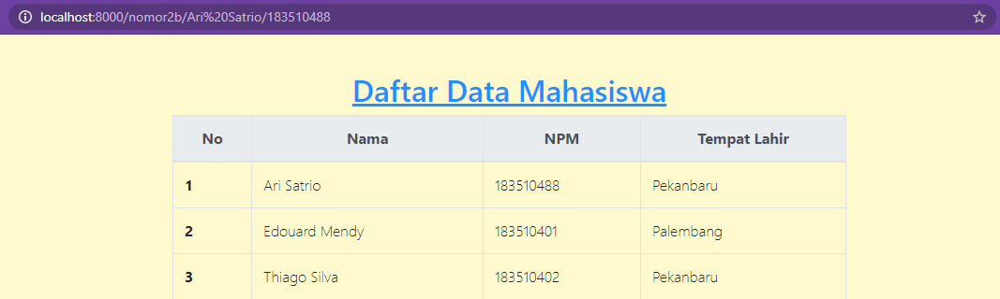 localhost:8000/nomor2b/Ari%20Satrio/183510488
Daftar Data Mahasiswa
No Nama NPM Tempat Lahir
1 Ari Satrio 183510488 Pekanbaru
2 Edouard Mendy 183510401 Palembang
3 Thiago Silva 183510402 Pekanbaru